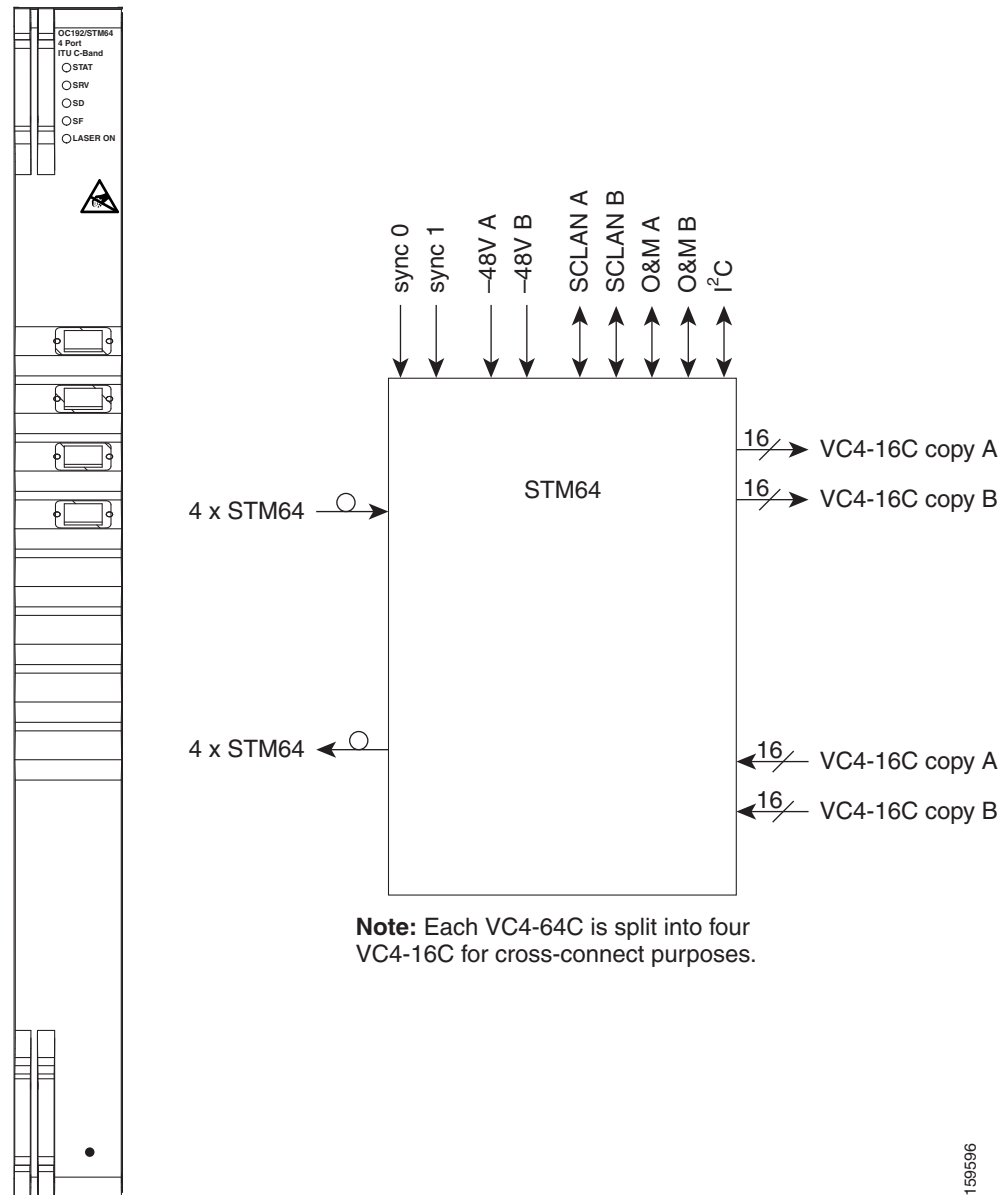 OC192/STM64
4 Port
ITU C-Band
STAT
SRV
SD
SF
LASER ON
sync 0
sync 1
–48V A
–48V B
SCLAN A
SCLAN B
O&M A
O&M B
I²C
16
VC4-16C copy A
16
VC4-16C copy B
STM64
4 x STM64
4 x STM64
16
VC4-16C copy A
16
VC4-16C copy B
Note: Each VC4-64C is split into four
VC4-16C for cross-connect purposes.
159596